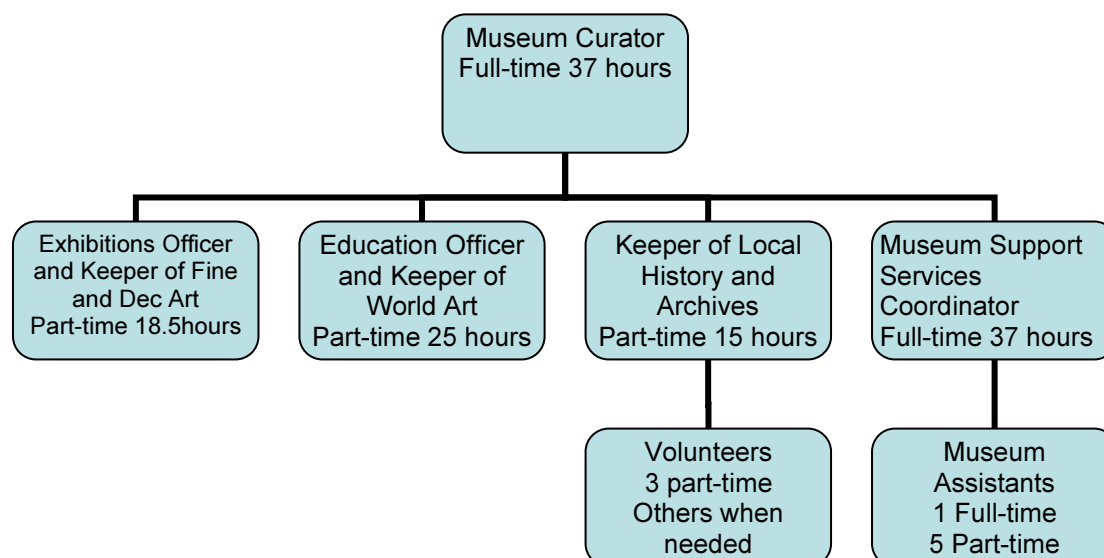 Museum Curator
Full-time 37 hours
Exhibitions Officer
and Keeper of Fine
and Dec Art
Part-time 18.5hours
Education Officer
and Keeper of
World Art
Part-time 25 hours
Keeper of Local
History and
Archives
Part-time 15 hours
Museum Support
Services
Coordinator
Full-time 37 hours
Volunteers
3 part-time
Others when
needed
Museum
Assistants
1 Full-time
5 Part-time